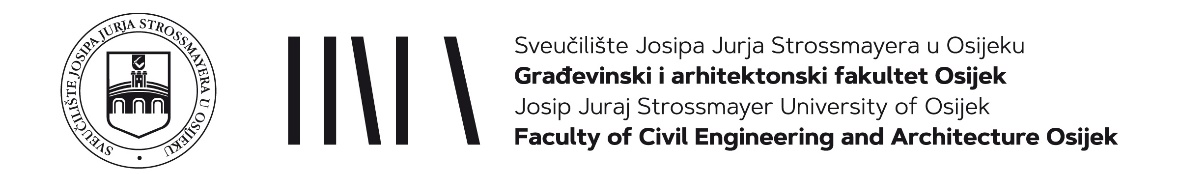 SVEUČILIŠTE JOSIPA JURJA STROSSMAYERA U OSIJEKU
Sveučilište Josipa Jurja Strossmayera u Osijeku
Građevinski i arhitektonski fakultet Osijek
Josip Juraj Strossmayer University of Osijek
Faculty of Civil Engineering and Architecture Osijek